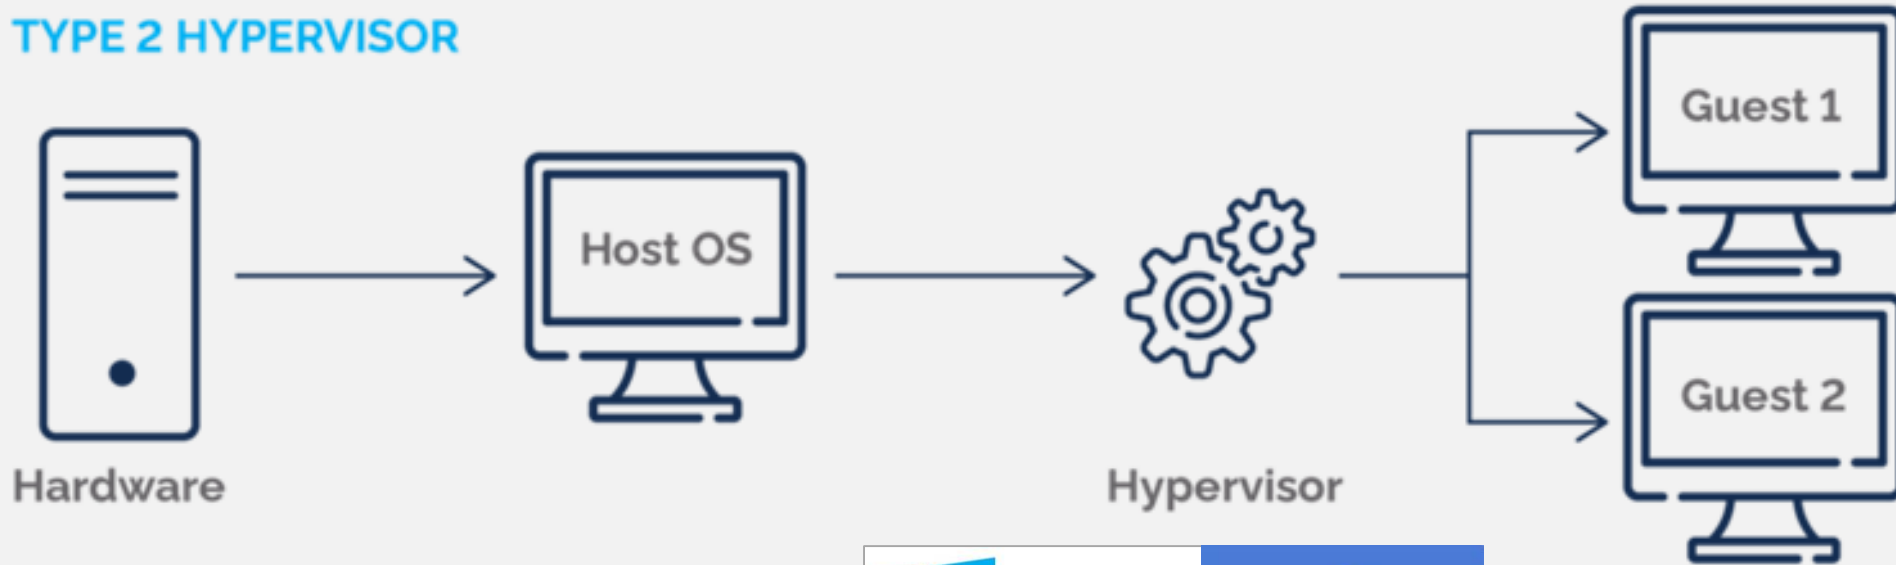 TYPE 2 HYPERVISOR
Guest 1
Host OS
Guest 2
Hardware
Hypervisor